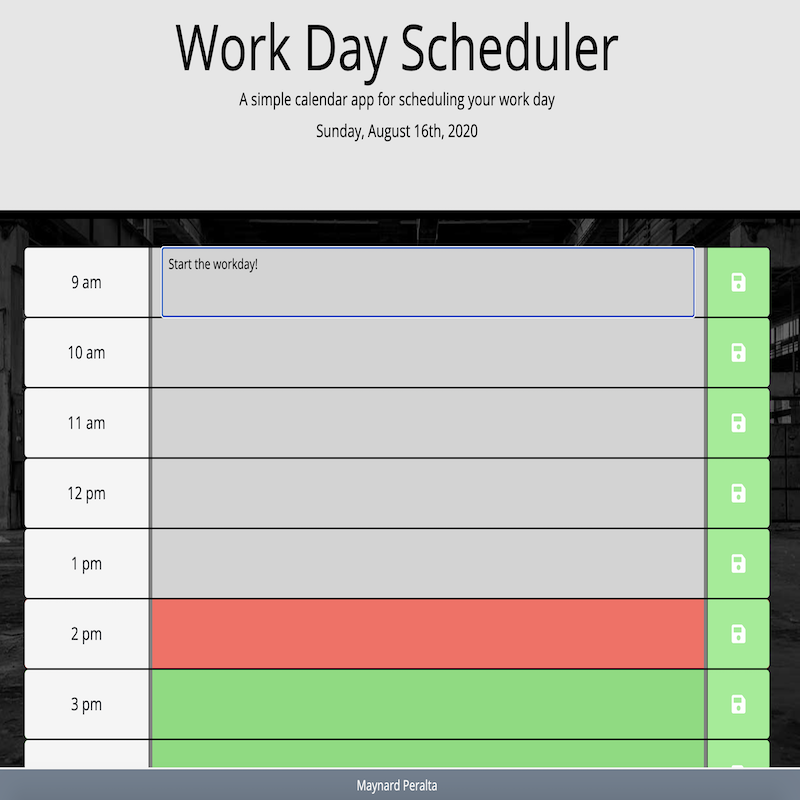 Work Day Scheduler
A simple calendar app for scheduling your work day
Sunday, August 16th, 2020
9 am
Start the workday!
10 am
11 am
12 pm
1 pm
2 pm
3 pm
Maynard Peralta